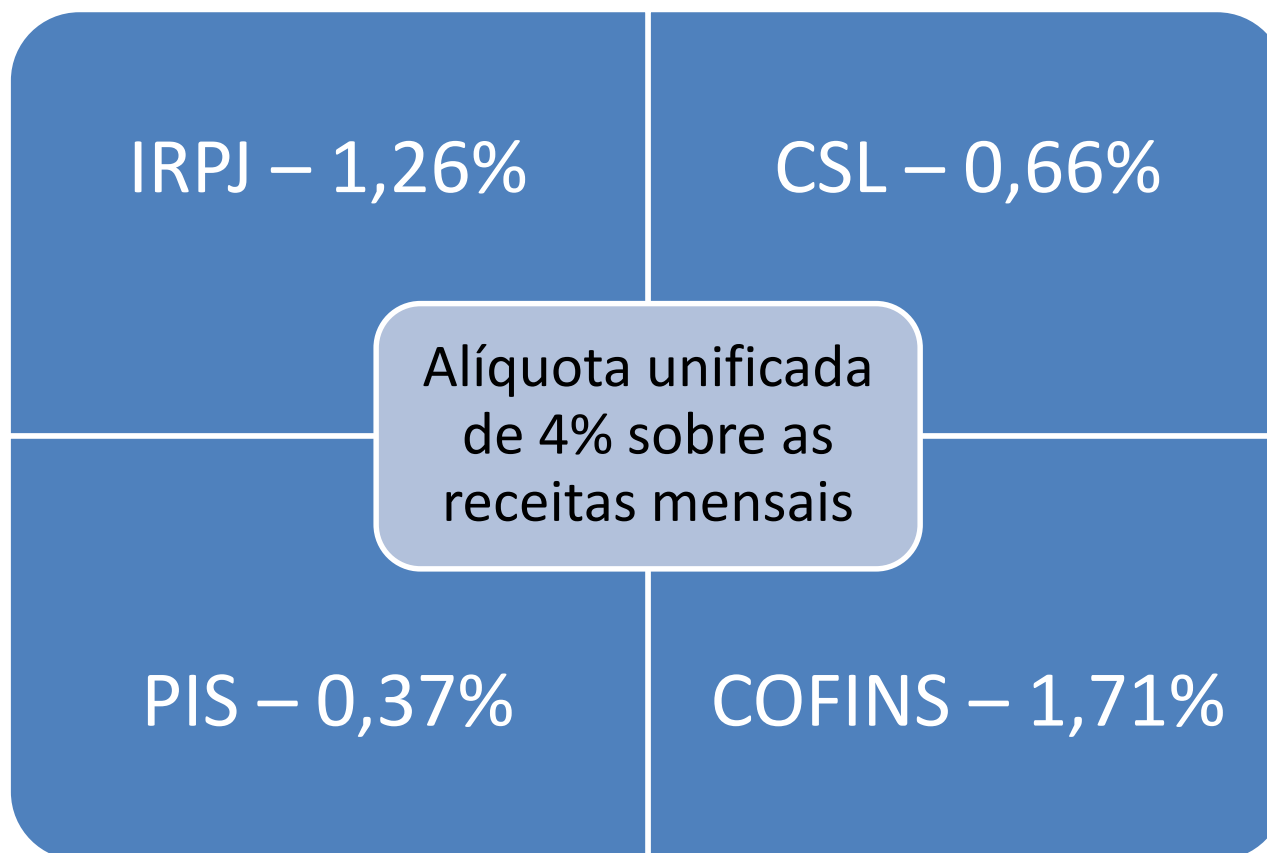 IRPJ – 1,26%
CSL – 0,66%
Alíquota unificada
de 4% sobre as
receitas mensais
PIS – 0,37%
COFINS – 1,71%